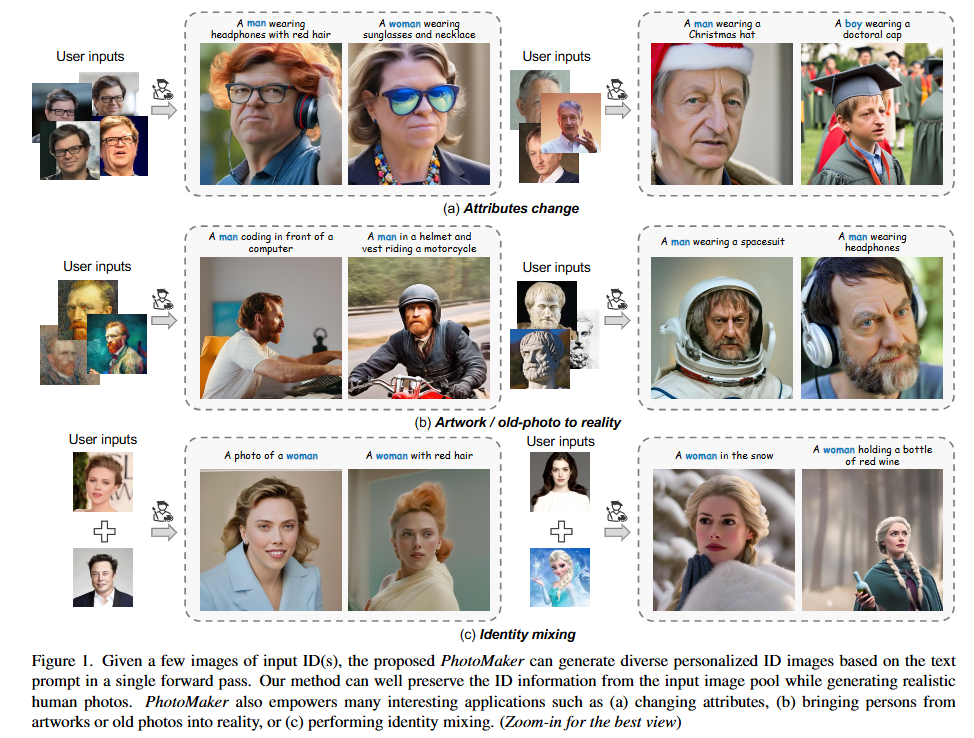 A man wearing
headphones with red hair
A woman wearing
sunglasses and necklace
A man wearing a
Christmas hat
A boy wearing a
doctoral cap
User inputs
User inputs
(a) Attributes change
A man coding in front of a
computer
A man in a helmet and
vest riding a motorcycle
A man wearing a spacesuit
A man wearing
headphones
User inputs
User inputs
(b) Artwork / old-photo to reality
User inputs
User inputs
A photo of a woman
A woman with red hair
A woman in the snow
A woman holding a bottle
of red wine
(c) Identity mixing
Figure 1. Given a few images of input ID(s), the proposed PhotoMaker can generate diverse personalized ID images based on the text
prompt in a single forward pass. Our method can well preserve the ID information from the input image pool while generating realistic
human photos. PhotoMaker also empowers many interesting applications such as (a) changing attributes, (b) bringing persons from
artworks or old photos into reality, or (c) performing identity mixing. (Zoom-in for the best view)